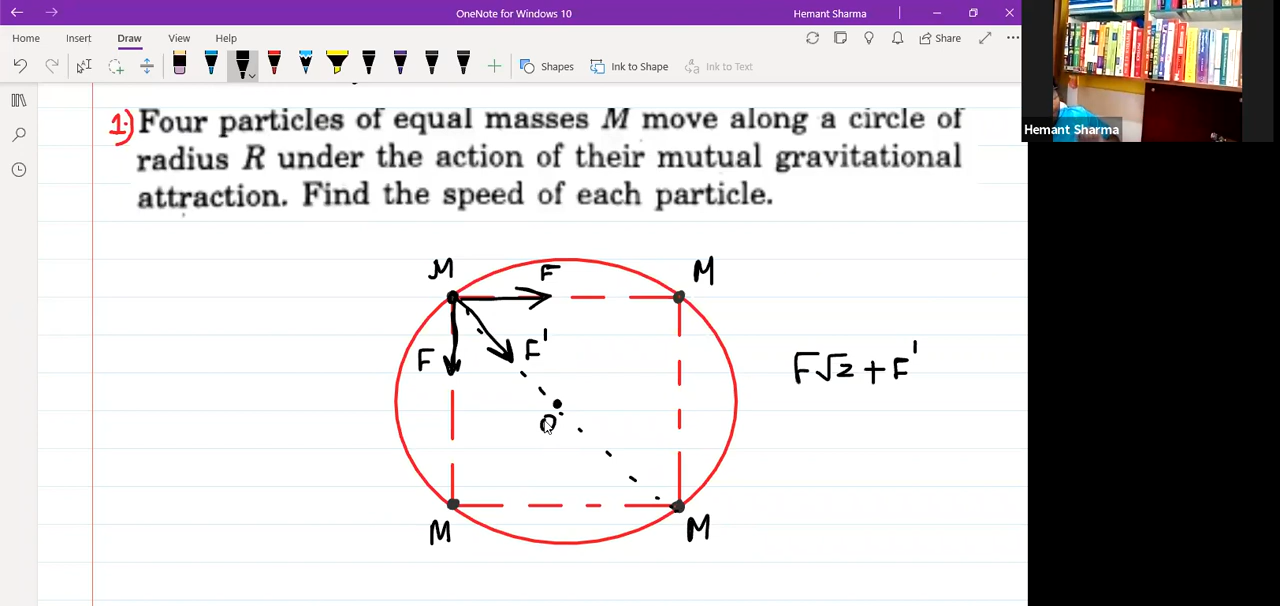 OneNote for Windows 10
Hemant Sharma
Home Insert Draw View Help
Share
Shapes Ink to Shape Ink to Text
1.) Four particles of equal masses M move along a circle of
radius R under the action of their mutual gravitational
attraction. Find the speed of each particle.
M F M
F F'
F√2 + F'
O
M M
Hemant Sharma